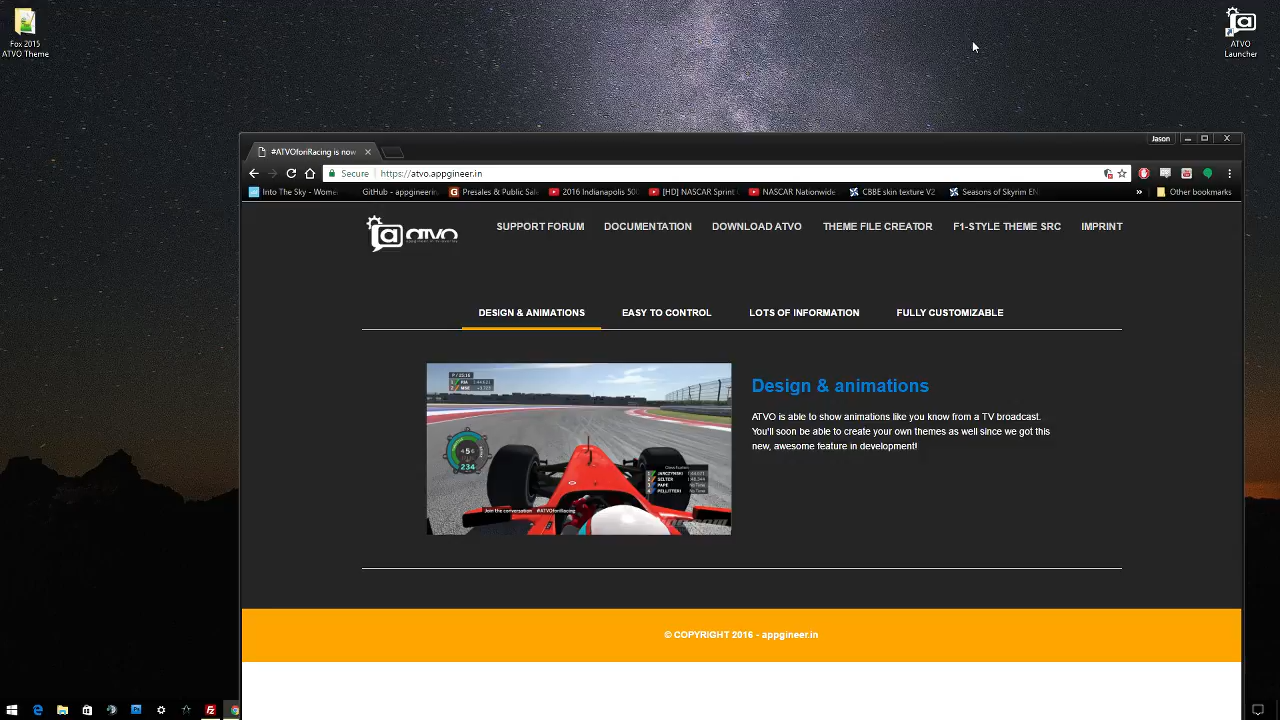 Fox 2015
ATVO Theme
ATVO
Launcher
Jason
#ATVOforiRacing is now
Secure
https://atvo.appgineer.in
Into The Sky - Wome
GitHub - appgineerin
Presales & Public Sal
2016 Indianapolis 500
[HD] NASCAR Sprint
NASCAR Nationwide
CBBE skin texture V2
Seasons of Skyrim EN
»
Other bookmarks
atvo
SUPPORT FORUM
DOCUMENTATION
DOWNLOAD ATVO
THEME FILE CREATOR
F1-STYLE THEME SRC
IMPRINT
DESIGN & ANIMATIONS
EASY TO CONTROL
LOTS OF INFORMATION
FULLY CUSTOMIZABLE
Design & animations
ATVO is able to show animations like you know from a TV broadcast.
You'll soon be able to create your own themes as well since we got this
new, awesome feature in development!
234
Join the conversation #ATVOforiRacing
© COPYRIGHT 2016 - appgineer.in